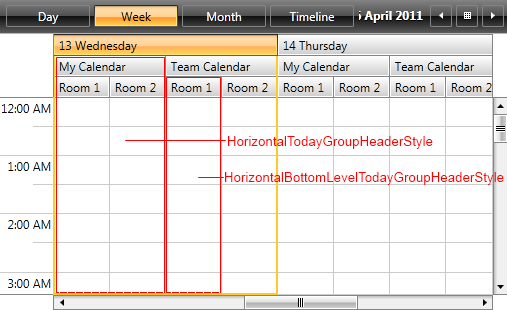 Day Week Month Timeline April 2011
13 Wednesday 14 Thursday
My Calendar Team Calendar My Calendar Team Calendar
Room 1 Room 2 Room 1 Room 2 Room 1 Room 2 Room 1 Room 2
12:00 AM
HorizontalTodayGroupHeaderStyle
1:00 AM
HorizontalBottomLevelTodayGroupHeaderStyle
2:00 AM
3:00 AM